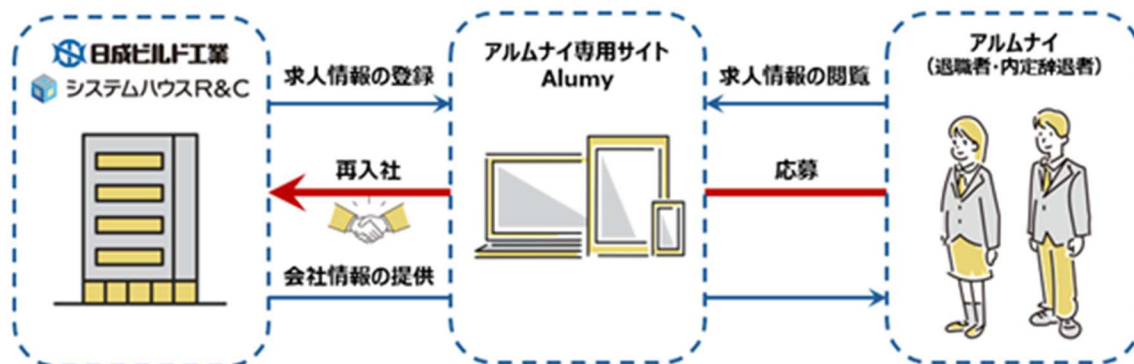 日成ビルド工業
システムハウスR&C
求人情報の登録
再入社
会社情報の提供
アルムナイ専用サイト
Alumy
求人情報の閲覧
応募
アルムナイ
（退職者・内定辞退者）